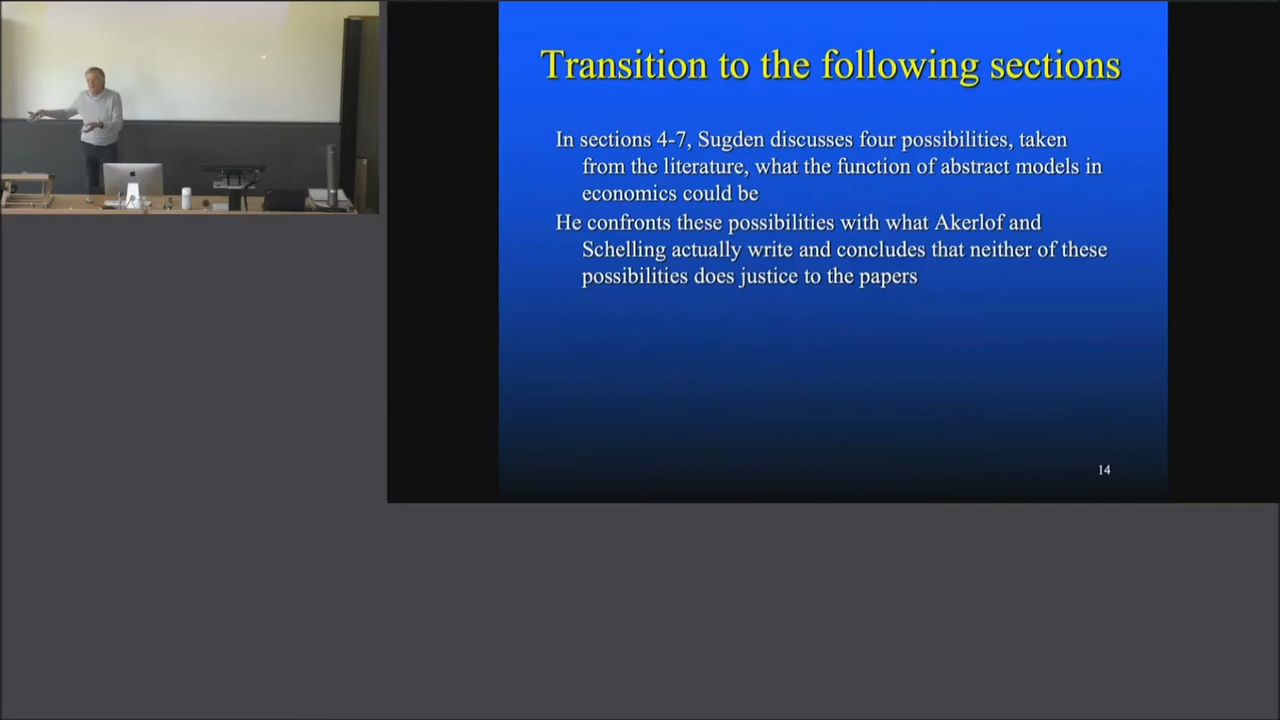 Transition to the following sections
In sections 4-7, Sugden discusses four possibilities, taken
from the literature, what the function of abstract models in
economics could be
He confronts these possibilities with what Akerlof and
Schelling actually write and concludes that neither of these
possibilities does justice to the papers
14